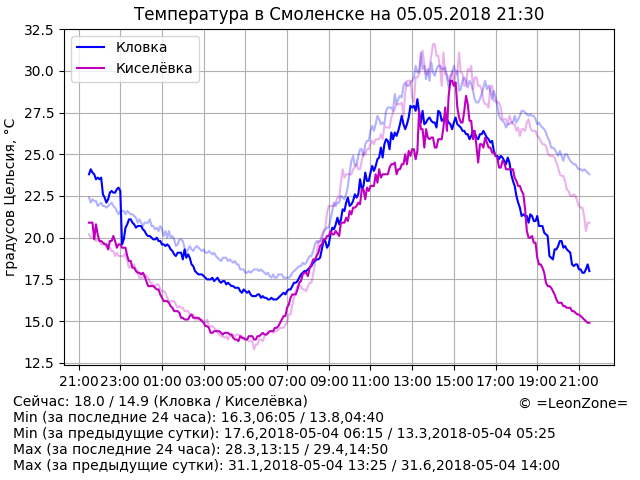 Температура в Смоленске на 05.05.2018 21:30
градусов Цельсия, °C
32.5
30.0
27.5
25.0
22.5
20.0
17.5
15.0
12.5
Кловка
Киселёвка
21:00 23:00 01:00 03:00 05:00 07:00 09:00 11:00 13:00 15:00 17:00 19:00 21:00
Сейчас: 18.0 / 14.9 (Кловка / Киселёвка)
© =LeonZone=
Min (за последние 24 часа): 16.3,06:05 / 13.8,04:40
Min (за предыдущие сутки): 17.6,2018-05-04 06:15 / 13.3,2018-05-04 05:25
Max (за последние 24 часа): 28.3,13:15 / 29.4,14:50
Max (за предыдущие сутки): 31.1,2018-05-04 13:25 / 31.6,2018-05-04 14:00